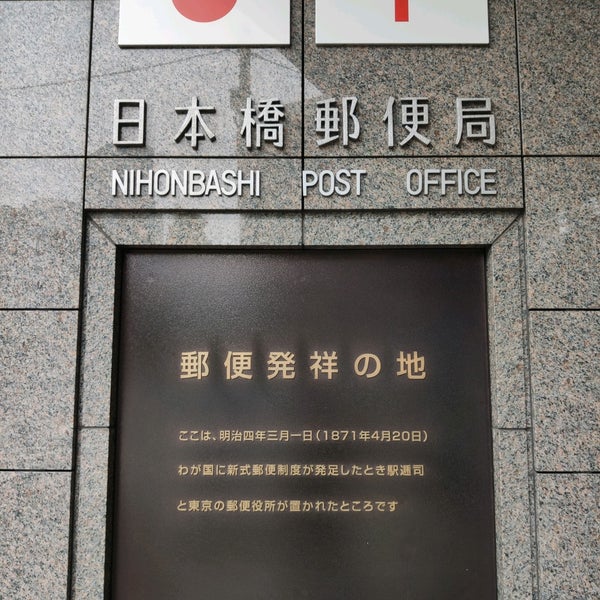 日本橋郵便局
NIHONBASHI POST OFFICE
郵便発祥の地
ここは、明治四年三月一日(1871年4月20日)
わが国に新式郵便制度が発足したとき駅逓司
と東京の郵便役所が置かれたところです